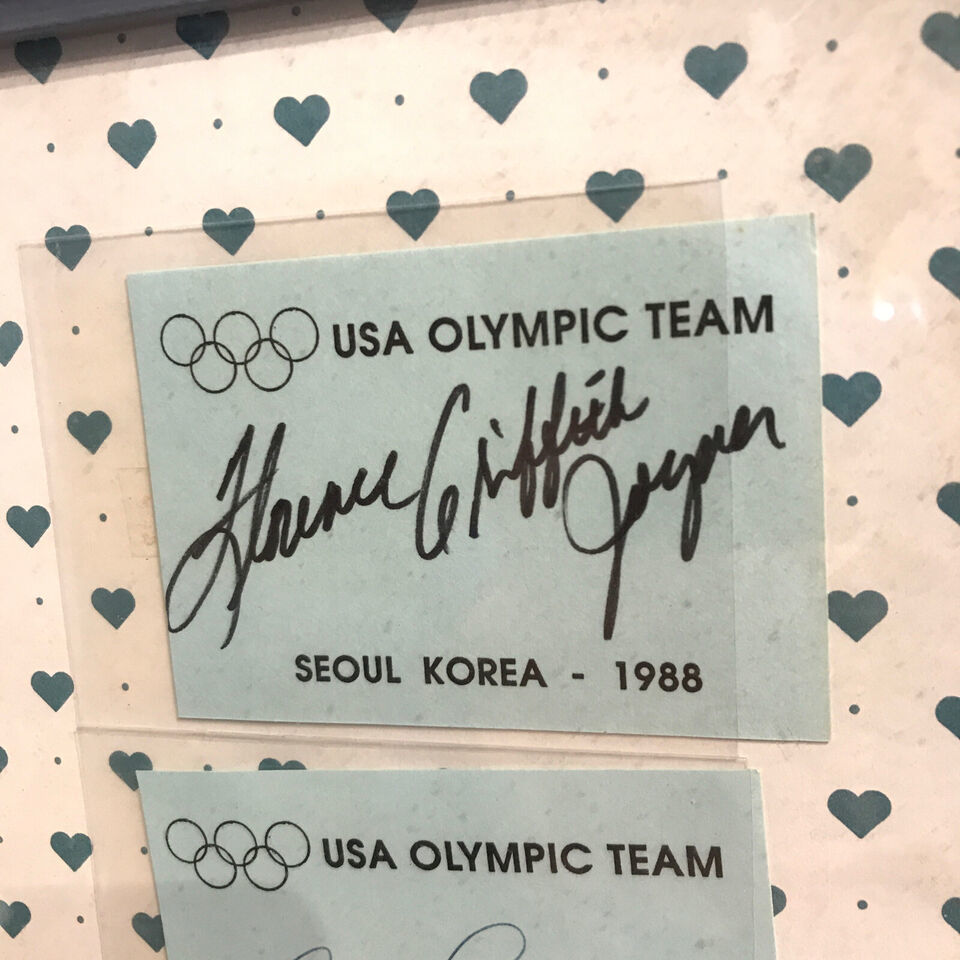 USA OLYMPIC TEAM
Florence Griffith Joyner
SEOUL KOREA - 1988
USA OLYMPIC TEAM